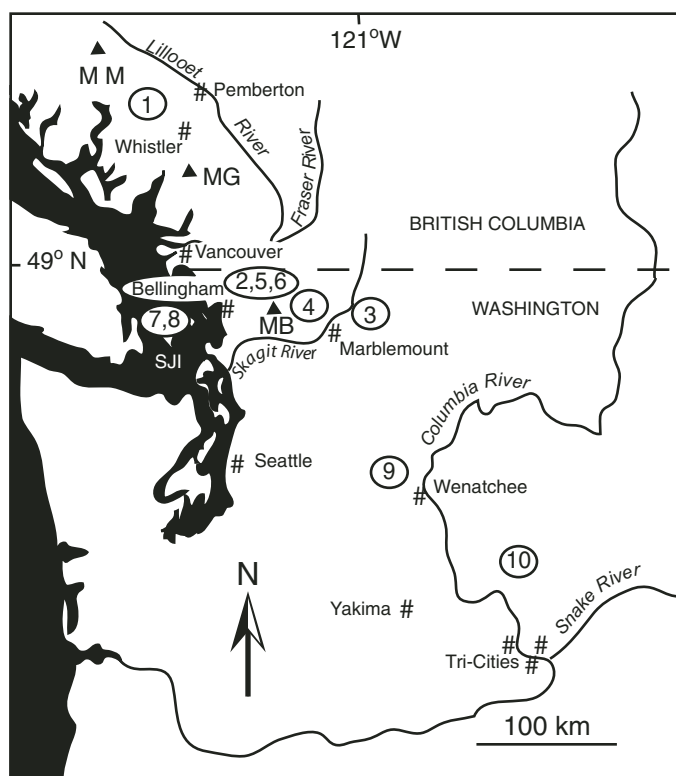 121°W
Lillooet
River
M M
# Pemberton
1
Whistler #
MG
Fraser River
BRITISH COLUMBIA
# Vancouver
49° N
2,5,6
Bellingham
#
WASHINGTON
4
3
7,8
MB
# Marblemount
SJI
Skagit River
Columbia River
# Seattle
9
# Wenatchee
10
N
Snake River
Yakima #
# #
Tri-Cities #
100 km